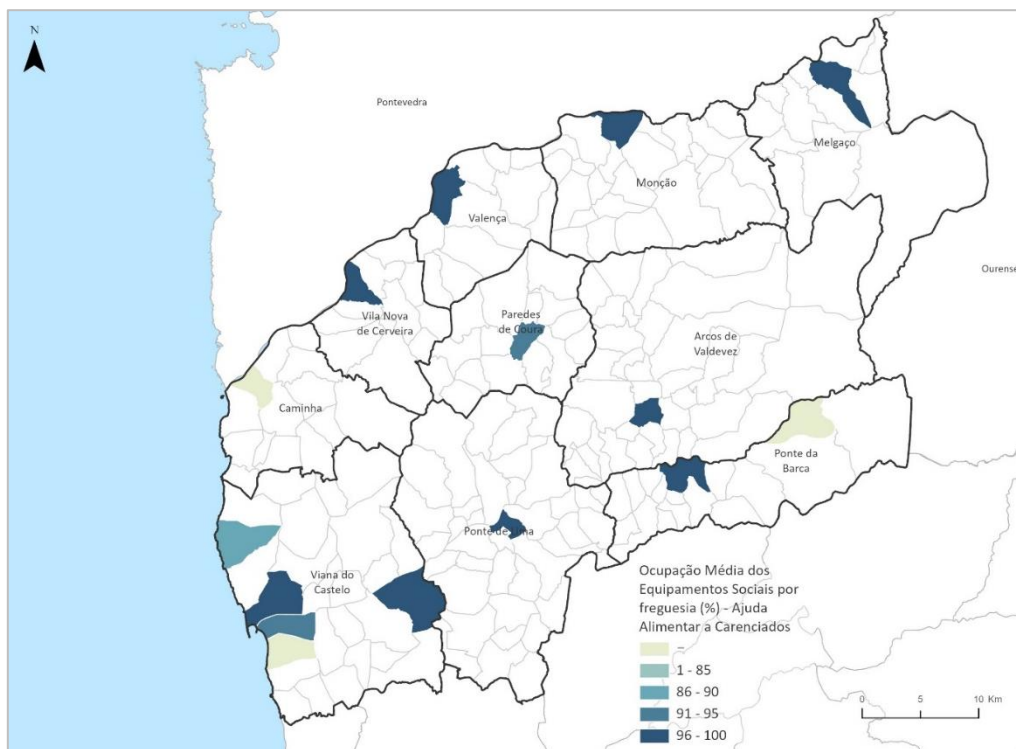 N
Pontevedra
Melgaço
Monção
Valença
Ourense
Vila Nova
de Cerveira
Paredes
de Coura
Arcos de
Valdevez
Caminha
Ponte da
Barca
Ponte de Lima
Viana do
Castelo
Ocupação Média dos
Equipamentos Sociais por
freguesia (%) - Ajuda
Alimentar a Carenciados
–
1 - 85
86 - 90
91 - 95
96 - 100
0 5 10 Km